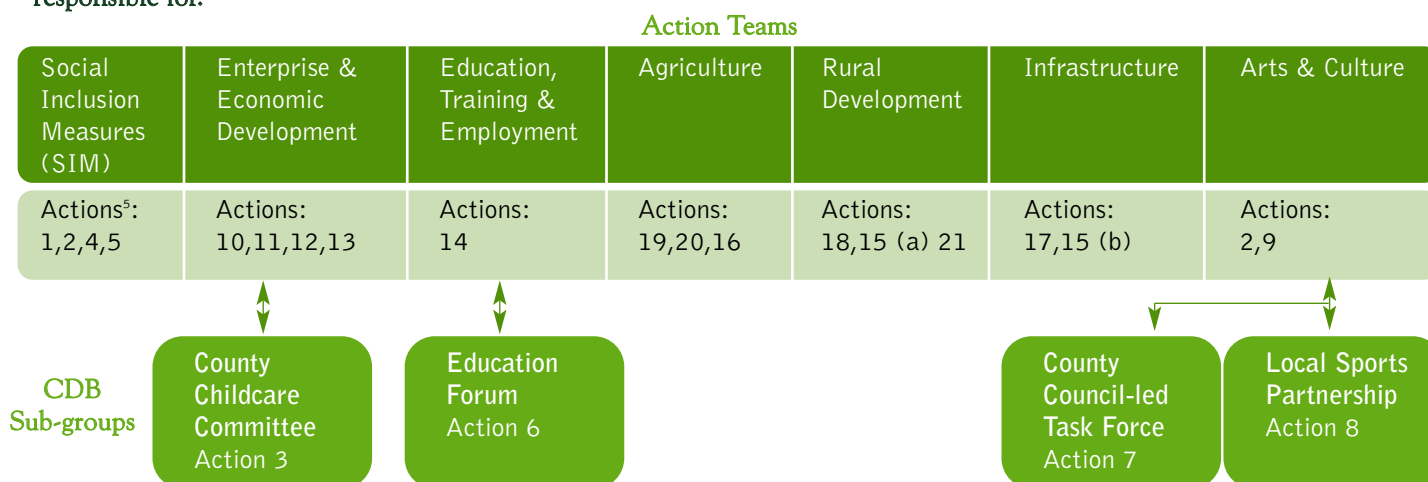 responsible for:
Action Teams
Social
Inclusion
Measures
(SIM)
Enterprise &
Economic
Development
Education,
Training &
Employment
Agriculture
Rural
Development
Infrastructure
Arts & Culture
Actions⁵:
1,2,4,5
Actions:
10,11,12,13
Actions:
14
Actions:
19,20,16
Actions:
18,15 (a) 21
Actions:
17,15 (b)
Actions:
2,9
CDB
Sub-groups
County
Childcare
Committee
Action 3
Education
Forum
Action 6
County
Council-led
Task Force
Action 7
Local Sports
Partnership
Action 8